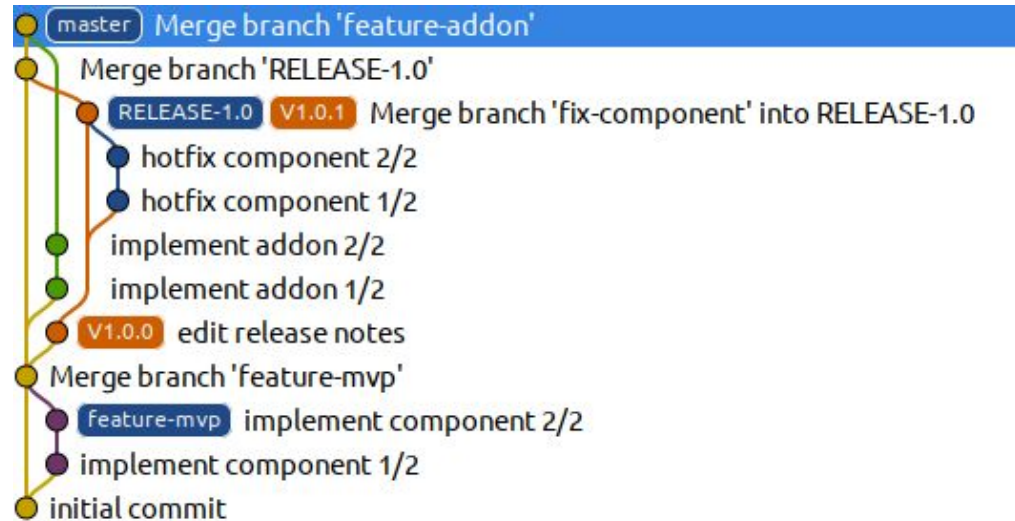 master Merge branch 'feature-addon'
Merge branch 'RELEASE-1.0'
RELEASE-1.0 V1.0.1 Merge branch 'fix-component' into RELEASE-1.0
hotfix component 2/2
hotfix component 1/2
implement addon 2/2
implement addon 1/2
V1.0.0 edit release notes
Merge branch 'feature-mvp'
feature-mvp implement component 2/2
implement component 1/2
initial commit